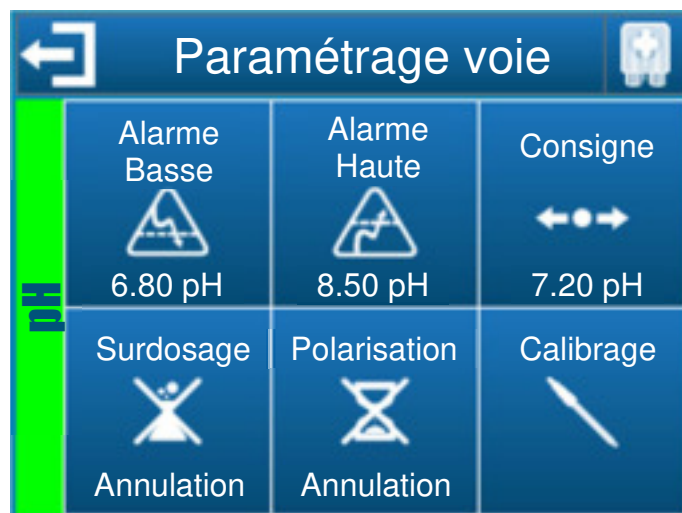 Paramétrage voie
Alarme
Basse
6.80 pH
Alarme
Haute
8.50 pH
Consigne
7.20 pH
pH
Surdosage
Annulation
Polarisation
Annulation
Calibrage